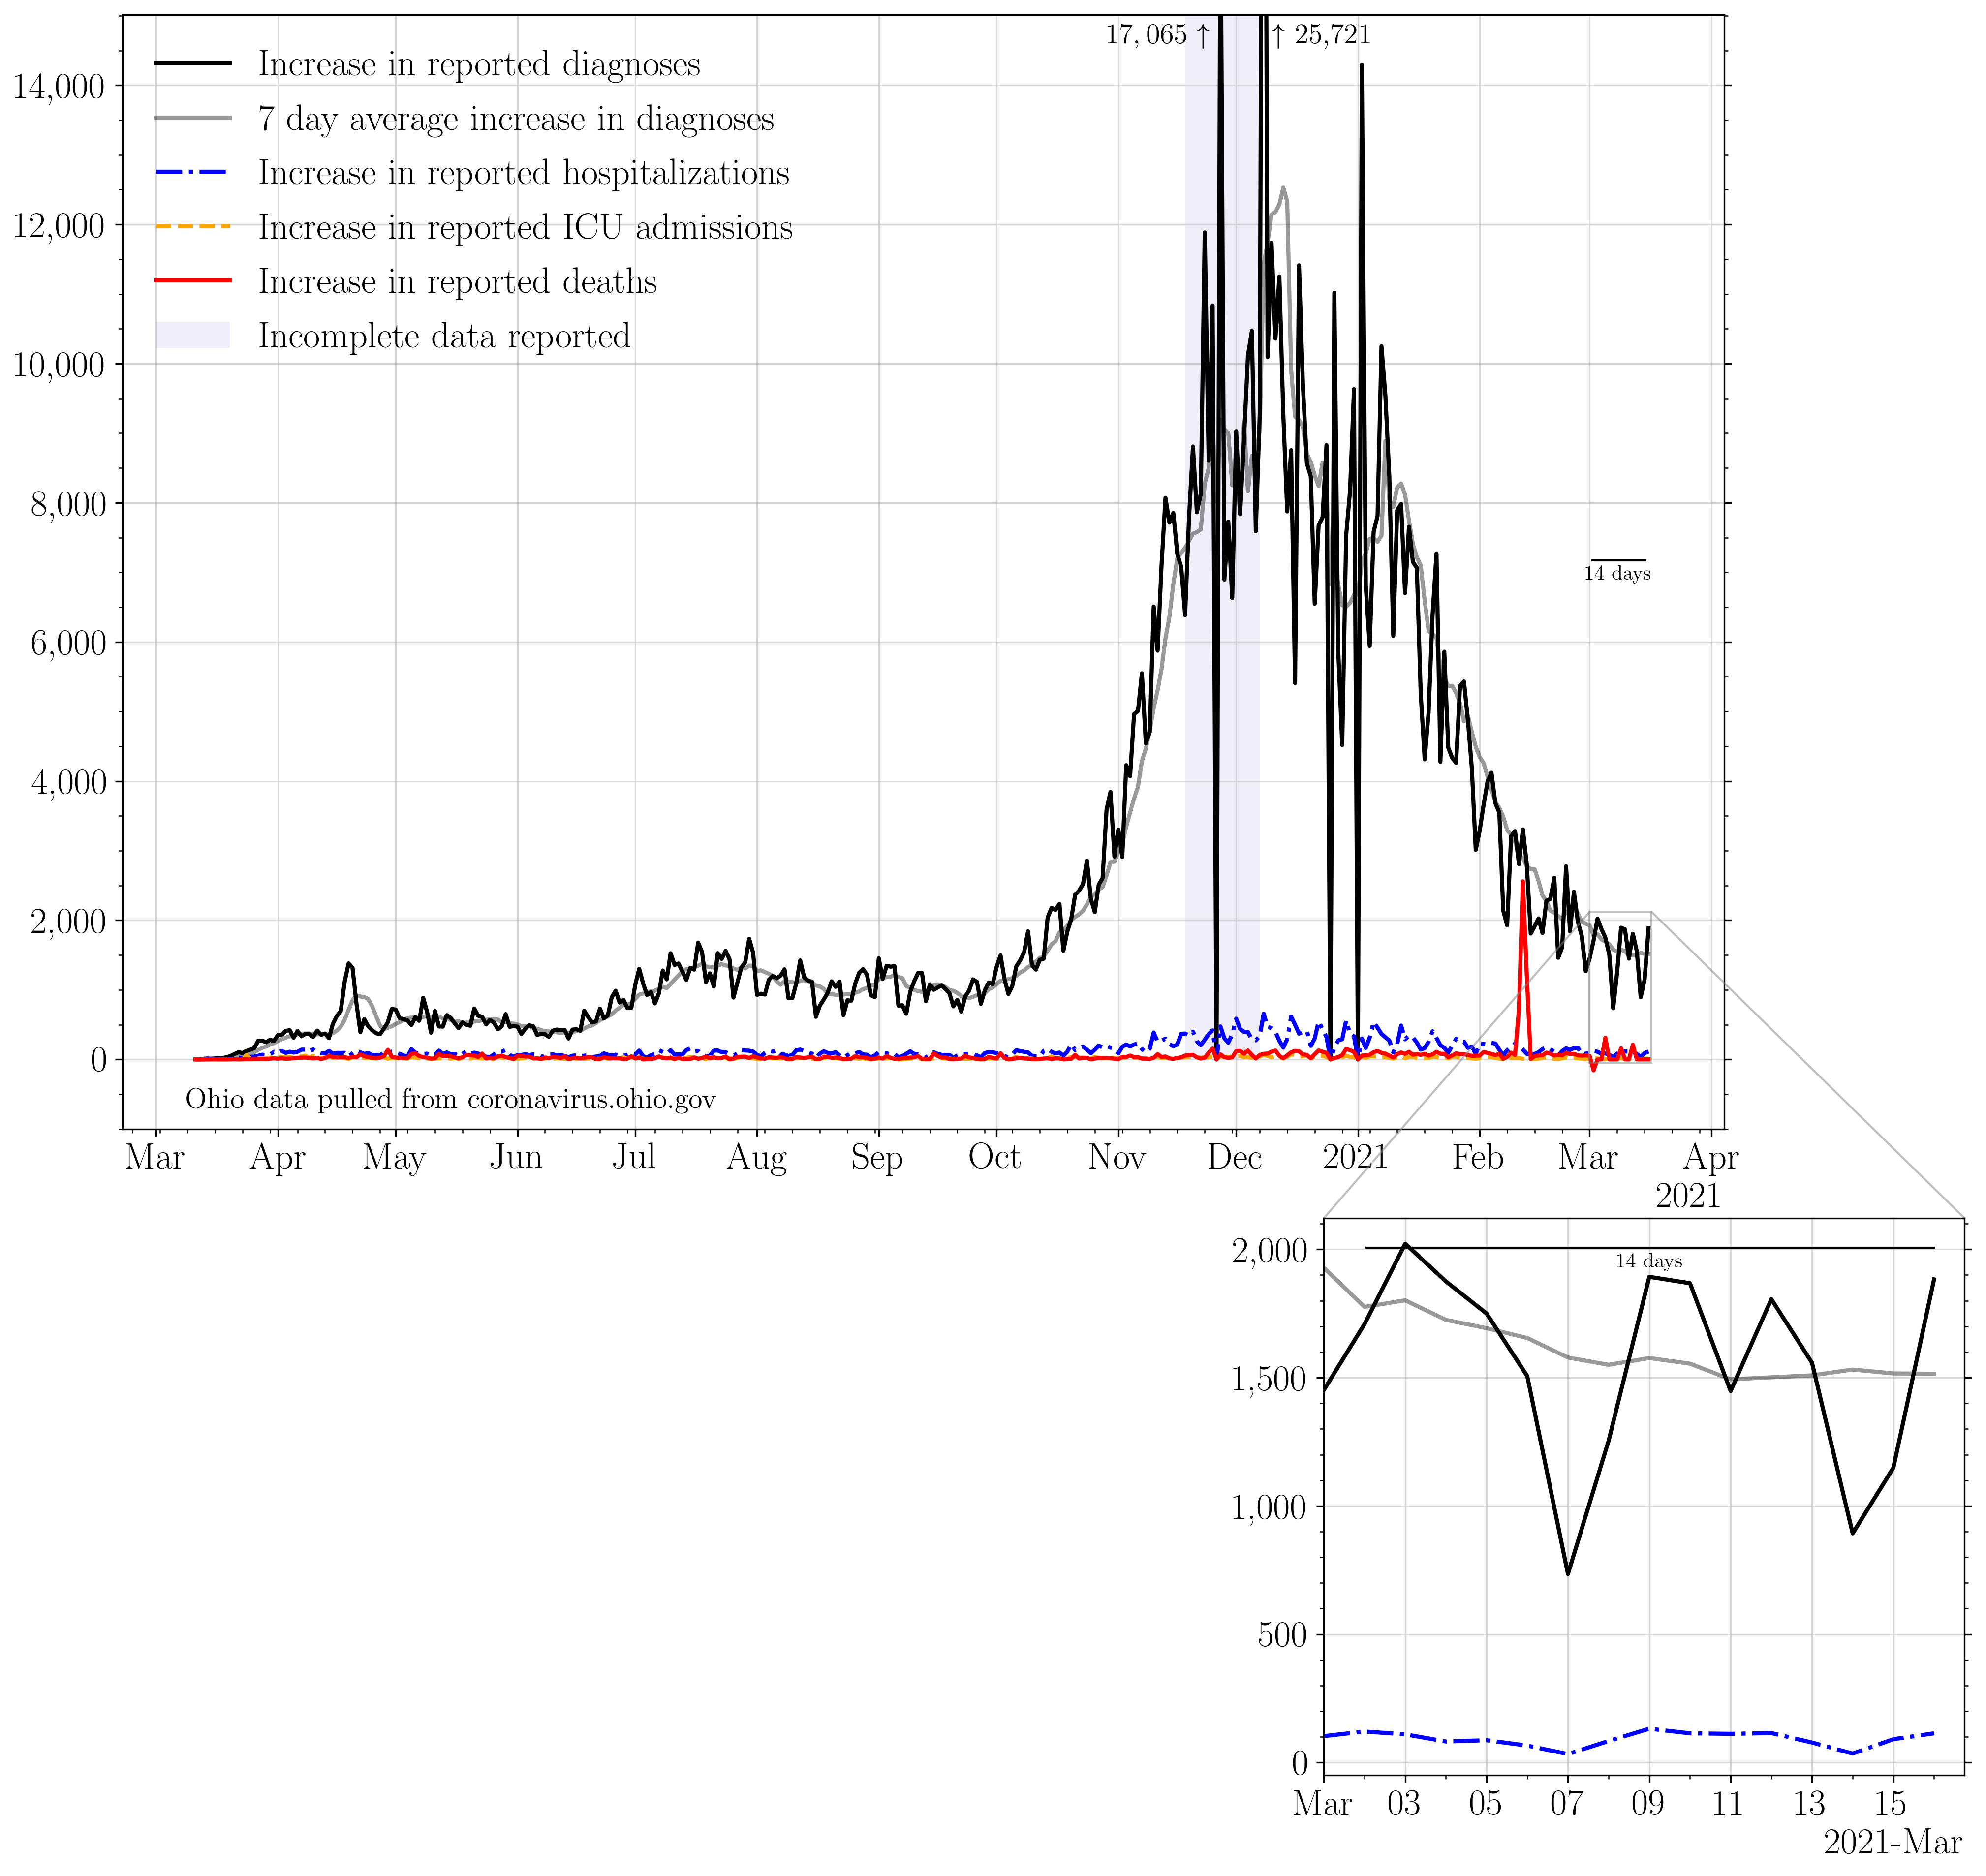 17,065 ↑ ↑ 25,721
Increase in reported diagnoses
7 day average increase in diagnoses
Increase in reported hospitalizations
Increase in reported ICU admissions
Increase in reported deaths
Incomplete data reported
14,000
12,000
10,000
8,000
6,000
4,000
2,000
0
14 days
Ohio data pulled from coronavirus.ohio.gov
Mar Apr May Jun Jul Aug Sep Oct Nov Dec 2021 Feb Mar Apr
2021
2,000
1,500
1,000
500
0
14 days
Mar 03 05 07 09 11 13 15
2021-Mar